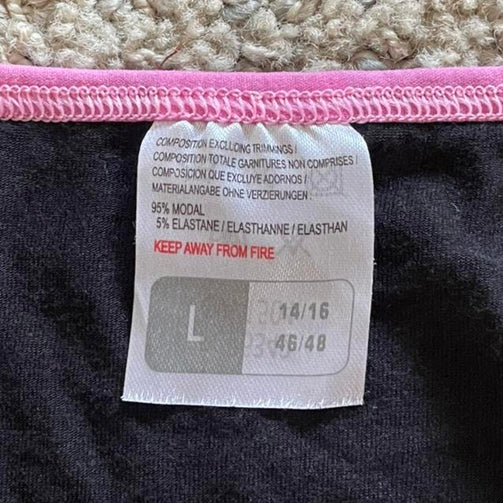 COMPOSITION EXCLUDING TRIMMINGS /
COMPOSITION TOTALE GARNITURES NON COMPRISES /
COMPOSICION QUE EXCLUYE ADORNOS /
MATERIALANGABE OHNE VERZIERUNGEN
95% MODAL
5% ELASTANE / ELASTHANNE / ELASTHAN
KEEP AWAY FROM FIRE
L
14/16
46/48